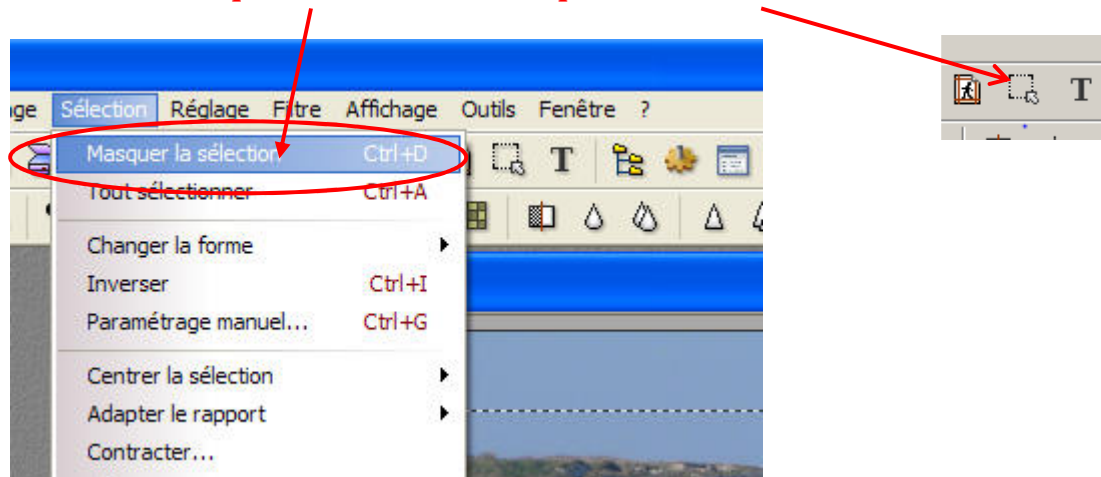 ge Sélection Réglage Filtre Affichage Outils Fenêtre ?
Masquer la sélection Ctrl+D
T
T
Tout sélectionner Ctrl+A
Changer la forme
Inverser Ctrl+I
Paramétrage manuel... Ctrl+G
Centrer la sélection
Adapter le rapport
Contracter...